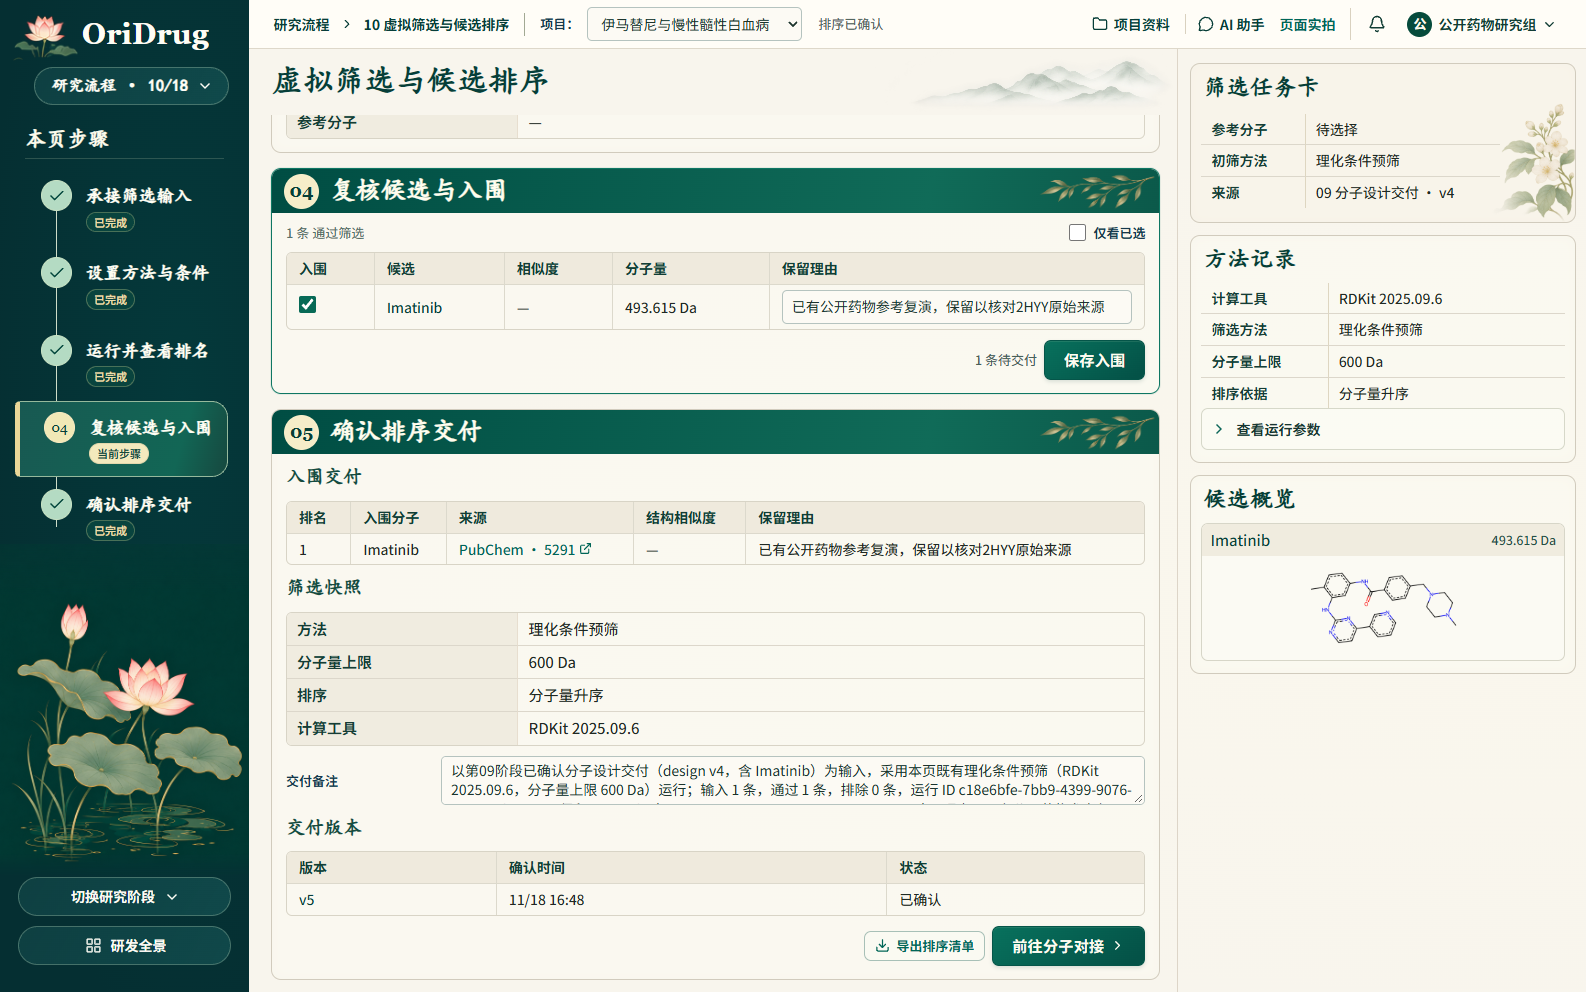 OriDrug
研究流程 • 10/18
本页步骤
承接筛选输入
已完成
设置方法与条件
已完成
运行并查看排名
已完成
04 复核候选与入围
当前步骤
确认排序交付
已完成
切换研究阶段
研发全景
研究流程 > 10 虚拟筛选与候选排序 项目： 伊马替尼与慢性髓性白血病 排序已确认
项目资料 AI 助手 页面实拍 公 公开药物研究组
虚拟筛选与候选排序
参考分子 —
04 复核候选与入围
1 条 通过筛选 仅看已选
入围 候选 相似度 分子量 保留理由
Imatinib — 493.615 Da 已有公开药物参考复演，保留以核对2HYY原始来源
1 条待交付 保存入围
05 确认排序交付
入围交付
排名 入围分子 来源 结构相似度 保留理由
1 Imatinib PubChem · 5291 — 已有公开药物参考复演，保留以核对2HYY原始来源
筛选快照
方法 理化条件预筛
分子量上限 600 Da
排序 分子量升序
计算工具 RDKit 2025.09.6
交付备注 以第09阶段已确认分子设计交付（design v4，含 Imatinib）为输入，采用本页既有理化条件预筛（RDKit
2025.09.6，分子量上限 600 Da）运行；输入 1 条，通过 1 条，排除 0 条，运行 ID c18e6bfe-7bb9-4399-9076-
交付版本
版本 确认时间 状态
v5 11/18 16:48 已确认
导出排序清单 前往分子对接 >
筛选任务卡
参考分子 待选择
初筛方法 理化条件预筛
来源 09 分子设计交付 · v4
方法记录
计算工具 RDKit 2025.09.6
筛选方法 理化条件预筛
分子量上限 600 Da
排序依据 分子量升序
> 查看运行参数
候选概览
Imatinib 493.615 Da